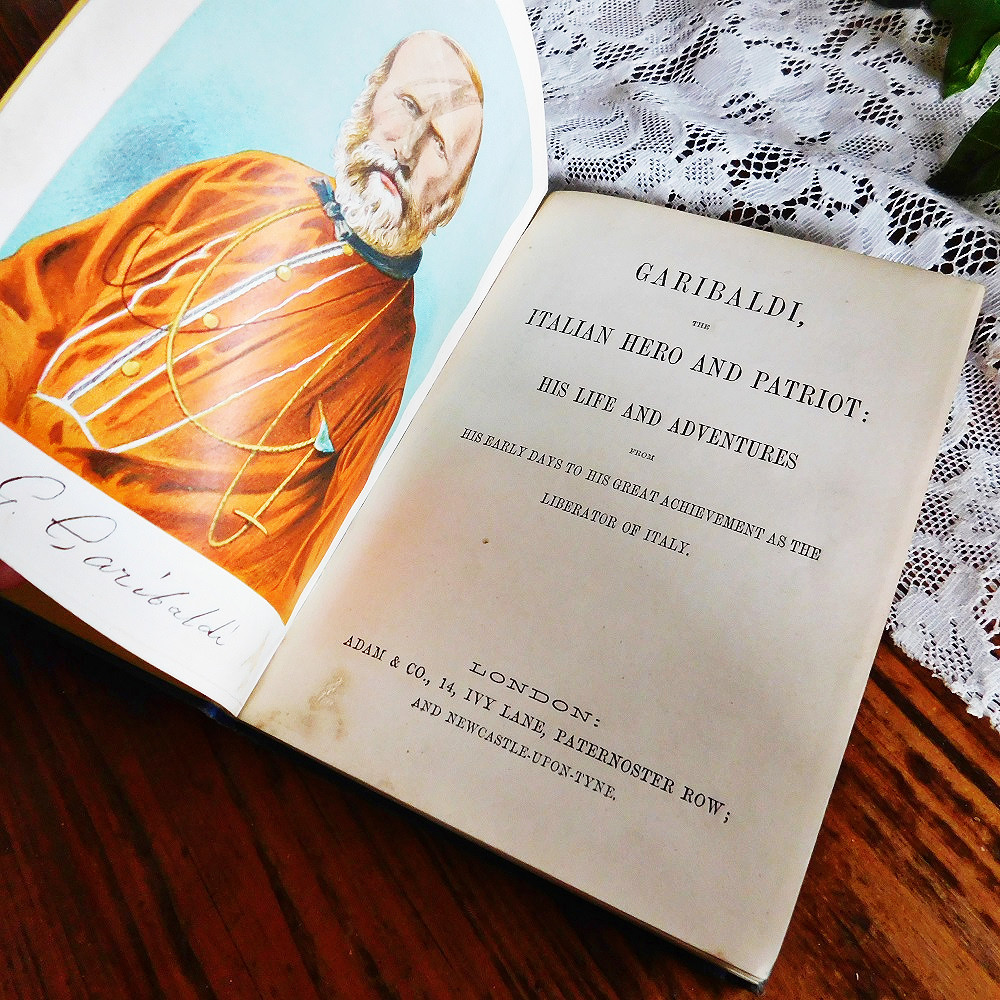 G. Garibaldi
GARIBALDI,
THE
ITALIAN HERO AND PATRIOT:
HIS LIFE AND ADVENTURES
FROM
HIS EARLY DAYS TO HIS GREAT ACHIEVEMENT AS THE
LIBERATOR OF ITALY.
LONDON:
ADAM & CO., 14, IVY LANE, PATERNOSTER ROW;
AND NEWCASTLE-UPON-TYNE.